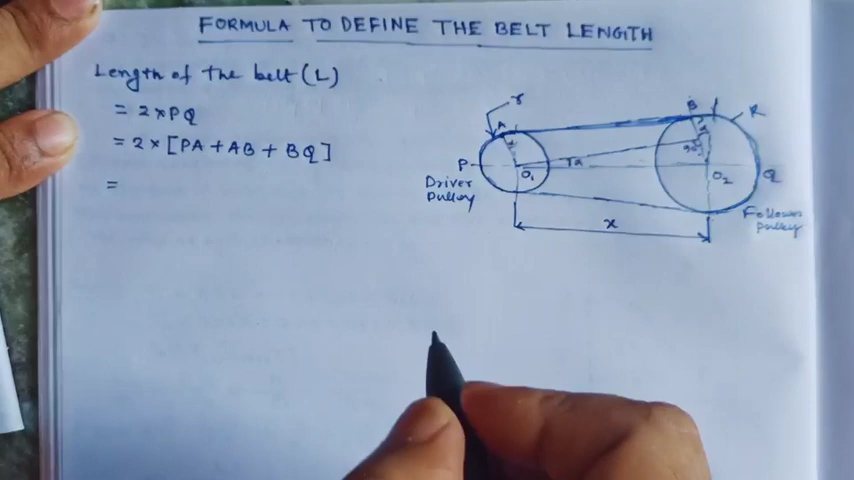 FORMULA TO DEFINE THE BELT LENGTH
Length of the belt (L)
= 2 × PQ
= 2 × [PA + AB + BQ]
=
r
A
B
R
P
O₁
α
O₂
Q
90°
Driver
Pulley
Follower
Pulley
x